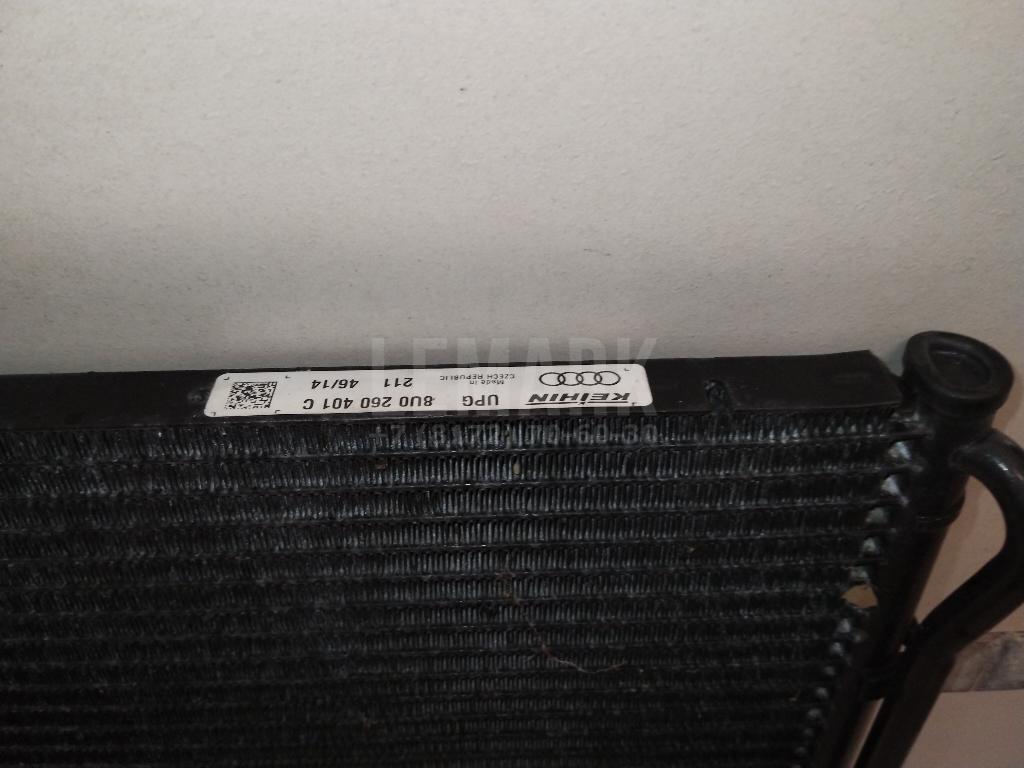 KEIHIN
UPG 8U0 260 401 C
Made in
CZECH REPUBLIC
211 46/14
LEMARK